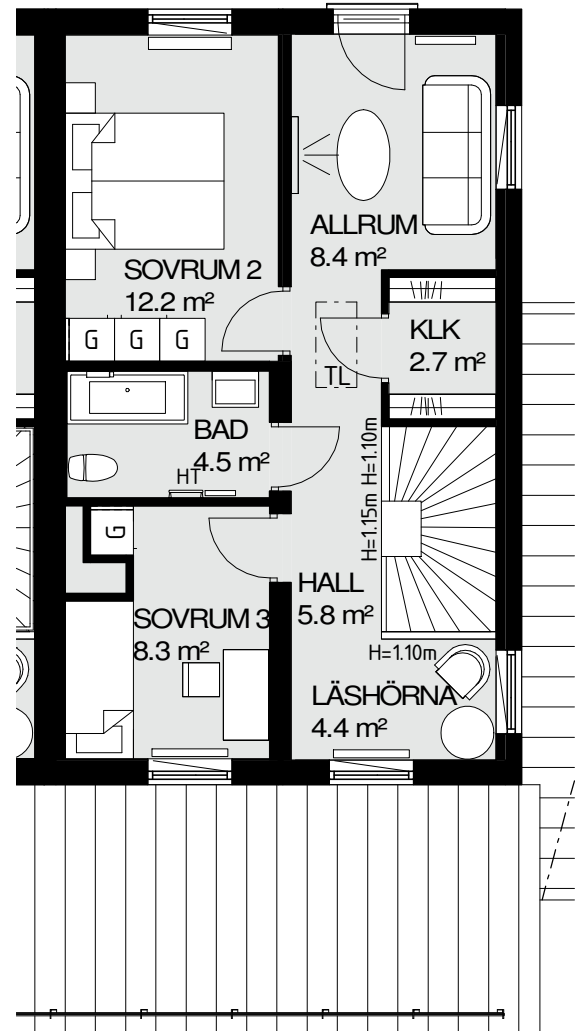 ALLRUM
8.4 m²
SOVRUM 2
12.2 m²
G G G
KLK
2.7 m²
TL
BAD
4.5 m²
HT
H=1.15m H=1.10m
G
HALL
5.8 m²
SOVRUM 3
8.3 m²
H=1.10m
LÄSHÖRNA
4.4 m²